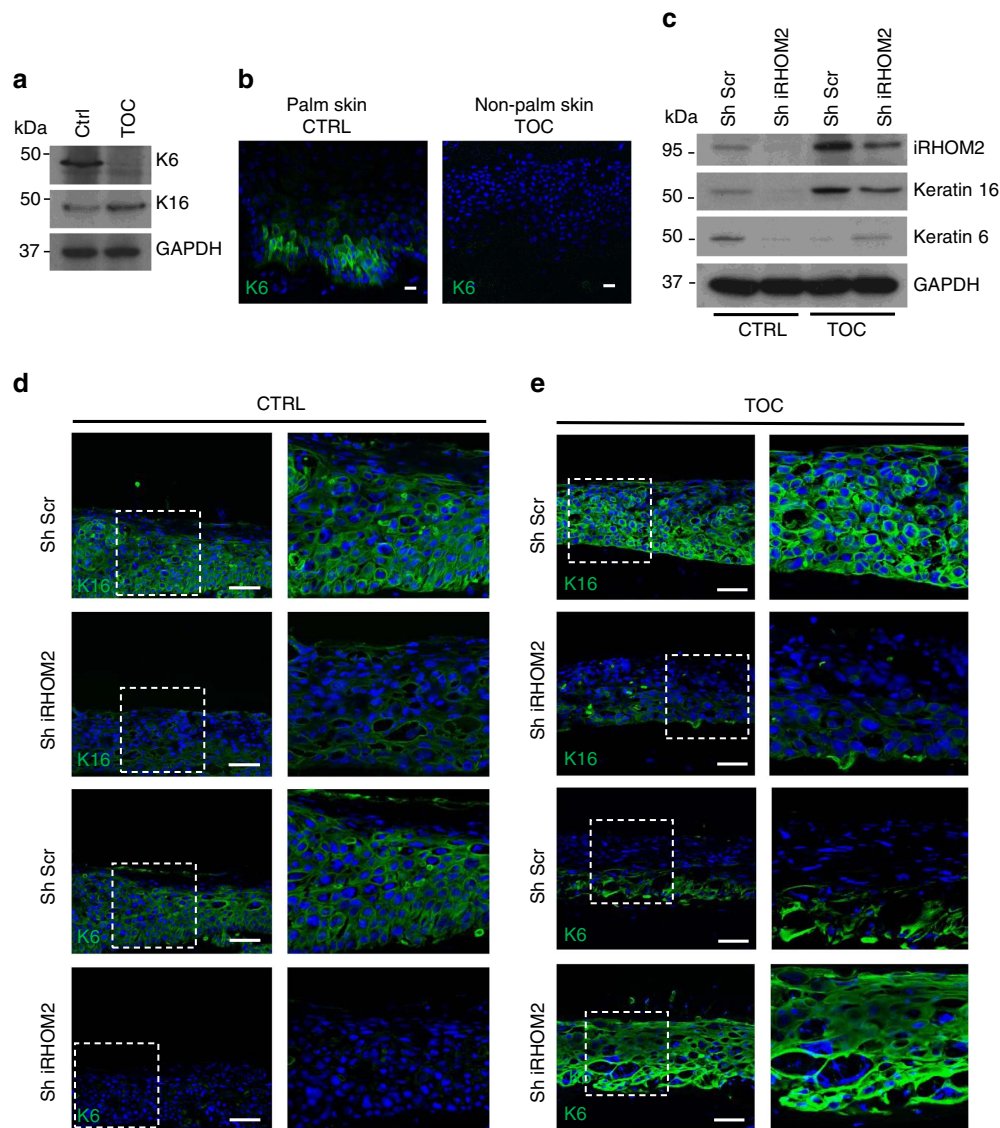 a
kDa
Ctrl
TOC
50
K6
50
K16
37
GAPDH
b
Palm skin
CTRL
Non-palm skin
TOC
K6
c
kDa
Sh Scr
Sh iRHOM2
Sh Scr
Sh iRHOM2
95
iRHOM2
50
Keratin 16
50
Keratin 6
37
GAPDH
CTRL
TOC
d
CTRL
Sh Scr
K16
Sh iRHOM2
K16
Sh Scr
K6
Sh iRHOM2
K6
e
TOC
Sh Scr
K16
Sh iRHOM2
K16
Sh Scr
K6
Sh iRHOM2
K6